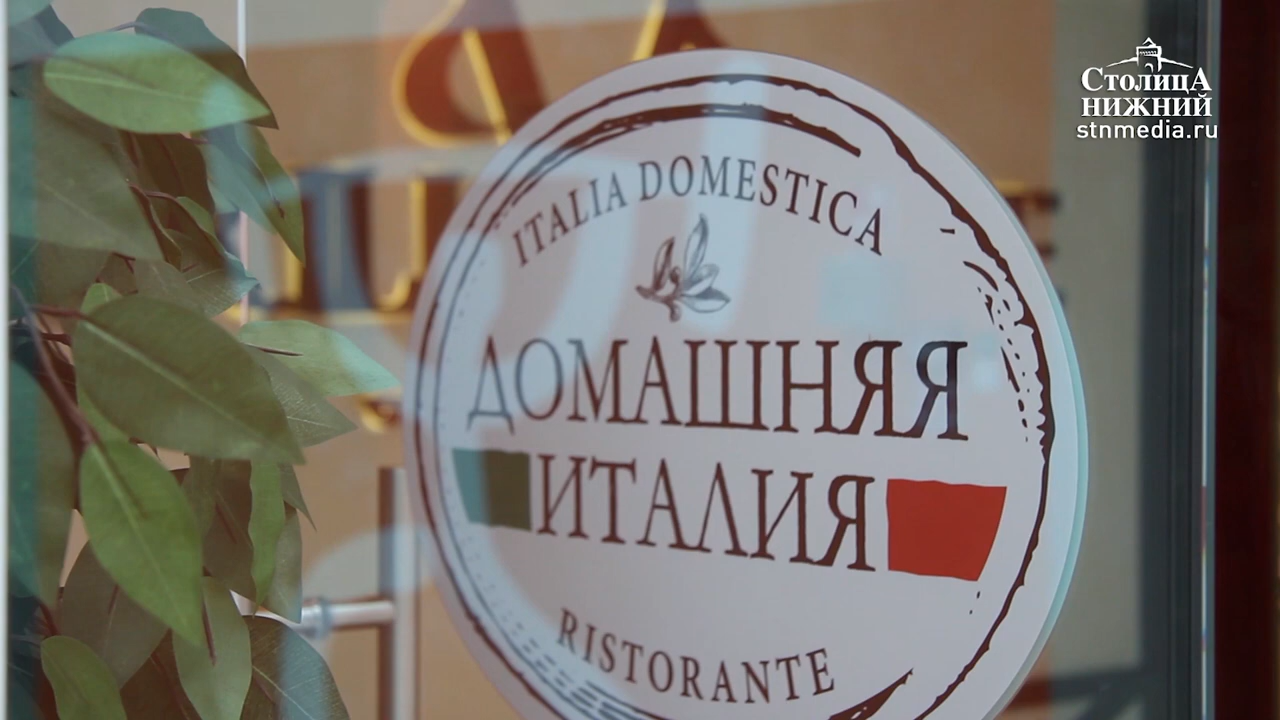 СТОЛИЦА
НИЖНИЙ
stnmedia.ru
ITALIA DOMESTICA
ДОМАШНЯЯ
ИТАЛИЯ
RISTORANTE